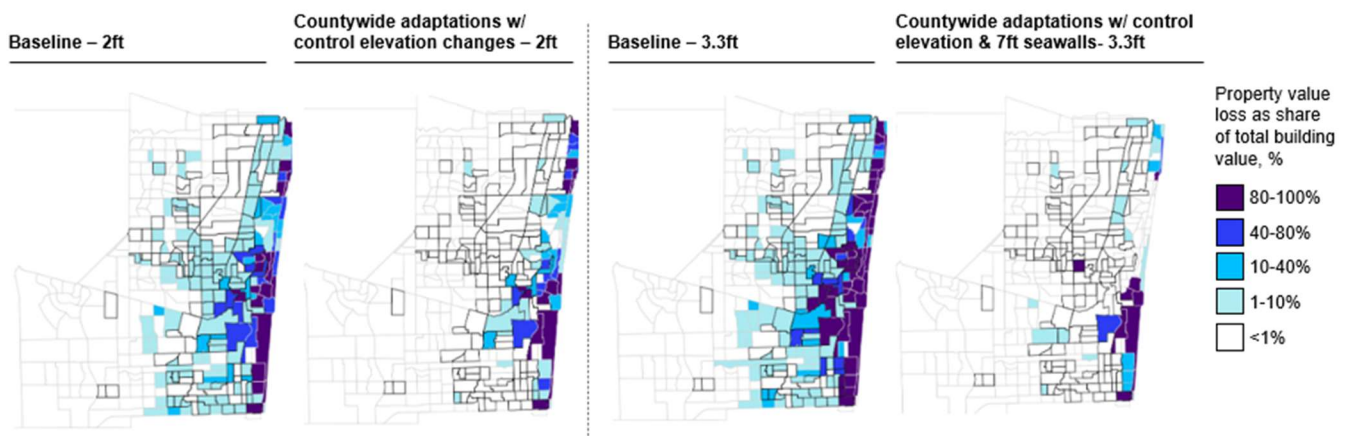 Baseline – 2ft
Countywide adaptations w/
control elevation changes – 2ft
Baseline – 3.3ft
Countywide adaptations w/ control
elevation & 7ft seawalls- 3.3ft
Property value
loss as share
of total building
value, %
80-100%
40-80%
10-40%
1-10%
<1%